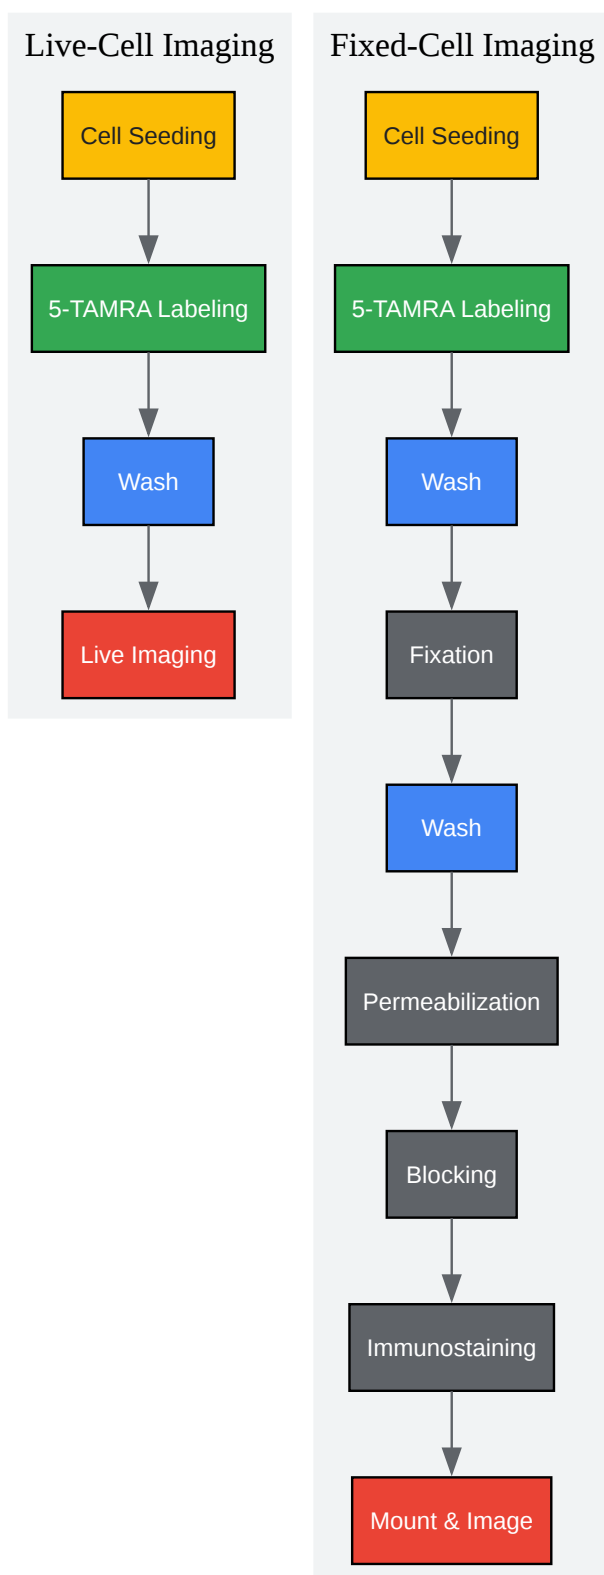 Live-Cell Imaging
Cell Seeding
5-TAMRA Labeling
Wash
Live Imaging
Fixed-Cell Imaging
Cell Seeding
5-TAMRA Labeling
Wash
Fixation
Wash
Permeabilization
Blocking
Immunostaining
Mount & Image